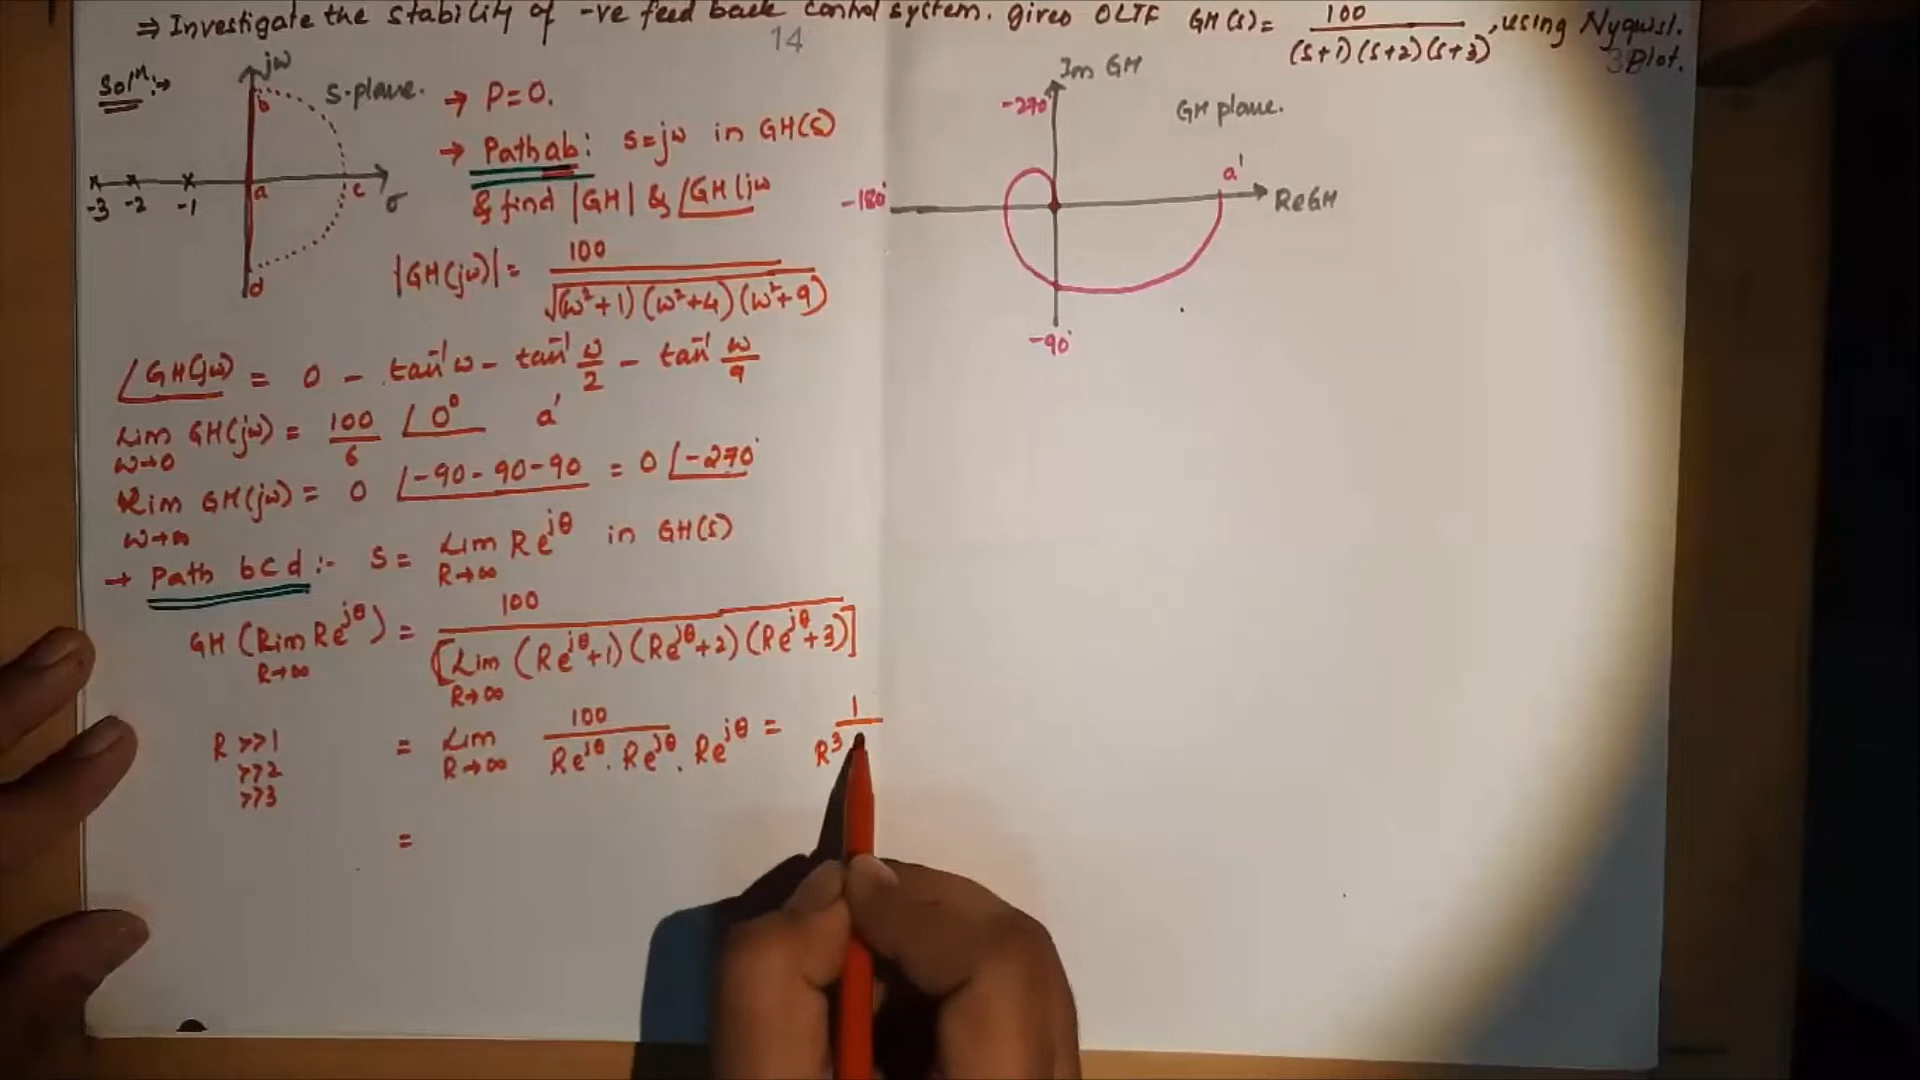 ⇒ Investigate the stability of -ve feed back control system. given OLTF GH(s)= 100 / (s+1)(s+2)(s+3) , using Nyquist. Plot.
14
3
Solⁿ:→
jω
b
S-plane.
a
c
σ
-3 -2 -1
d
→ P=0.
→ Path ab: s=jω in GH(s)
& find |GH| & ∠GH(jω
|GH(jω)| = 100 / √(ω²+1)(ω²+4)(ω²+9)
∠GH(jω) = 0 - tan⁻¹ω - tan⁻¹ ω/2 - tan⁻¹ ω/9
Lim ω→0 GH(jω) = 100/6 ∠0° a'
Lim ω→∞ GH(jω) = 0 ∠-90-90-90 = 0 ∠-270°
→ Path bcd :- S = Lim R→∞ Re^jθ in GH(s)
GH (Lim R→∞ Re^jθ) = 100 / [Lim R→∞ (Re^jθ+1)(Re^jθ+2)(Re^jθ+3)]
R >>1
>>2
>>3
= Lim R→∞ 100 / Re^jθ . Re^jθ . Re^jθ = 1 / R³
=
Im GH
-270°
GH plane.
a'
-180°
ReGH
-90°